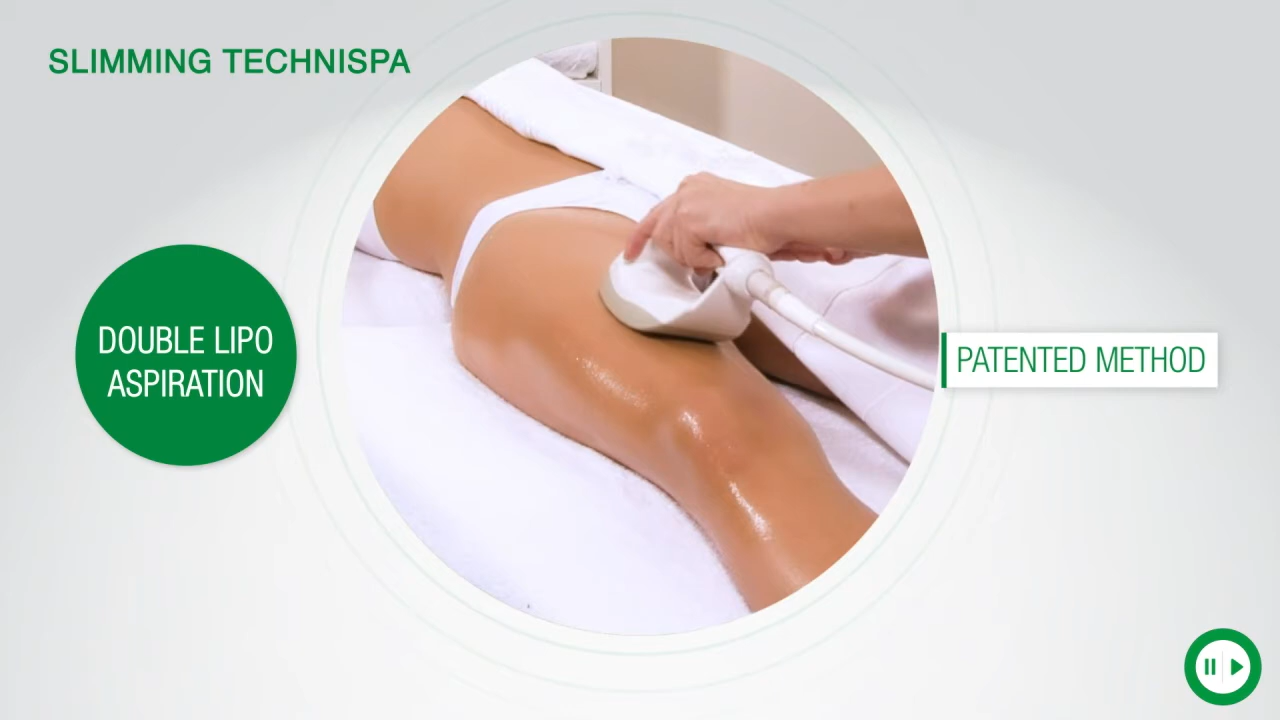 SLIMMING TECHNISPA
DOUBLE LIPO
ASPIRATION
PATENTED METHOD